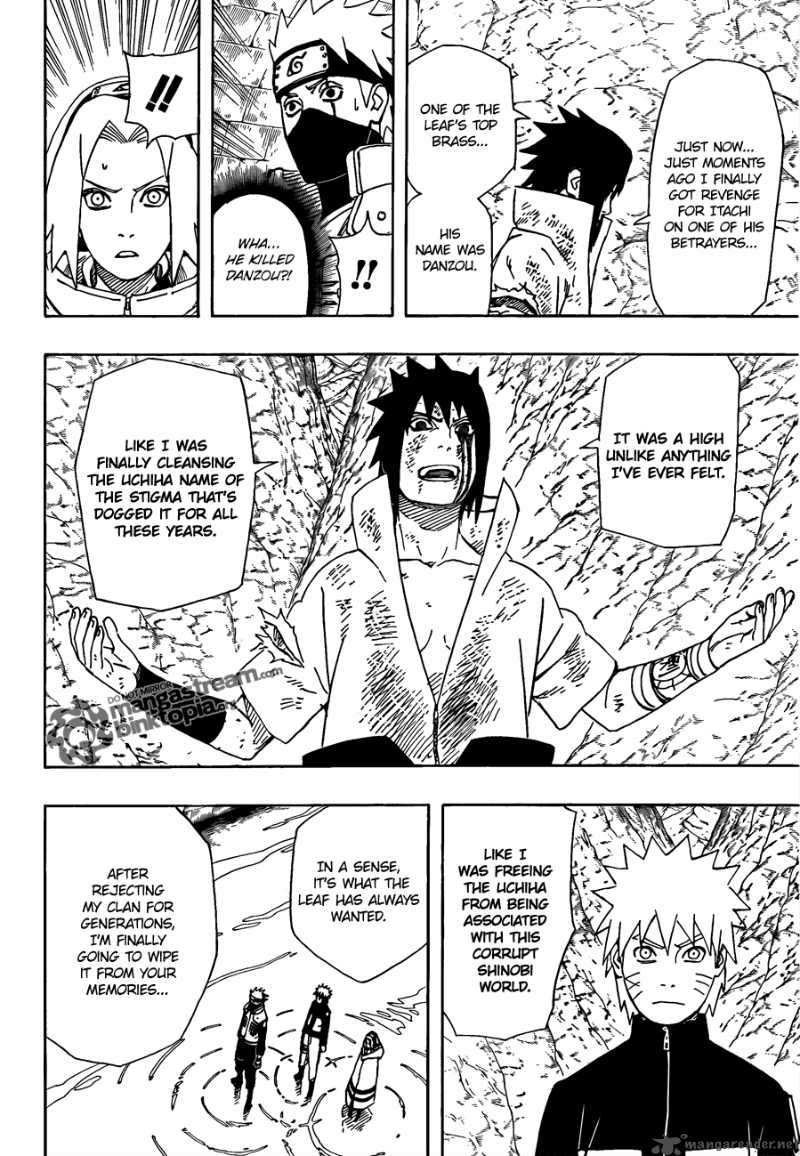 JUST NOW...
JUST MOMENTS
AGO I FINALLY
GOT REVENGE
FOR ITACHI
ON ONE OF HIS
BETRAYERS...
ONE OF THE
LEAF'S TOP
BRASS...
HIS
NAME WAS
DANZOU.
!!
WHA...
HE KILLED
DANZOU?!
!!
IT WAS A HIGH
UNLIKE ANYTHING
I'VE EVER FELT.
LIKE I WAS
FINALLY CLEANSING
THE UCHIHA NAME OF
THE STIGMA THAT'S
DOGGED IT FOR ALL
THESE YEARS.
DO NOT MIRROR
mangastream.com
pinktopia.org
LIKE I
WAS FREEING
THE UCHIHA
FROM BEING
ASSOCIATED
WITH THIS
CORRUPT
SHINOBI
WORLD.
IN A SENSE,
IT'S WHAT THE
LEAF HAS ALWAYS
WANTED.
AFTER
REJECTING
MY CLAN FOR
GENERATIONS,
I'M FINALLY
GOING TO WIPE
IT FROM YOUR
MEMORIES...
mangarender.net